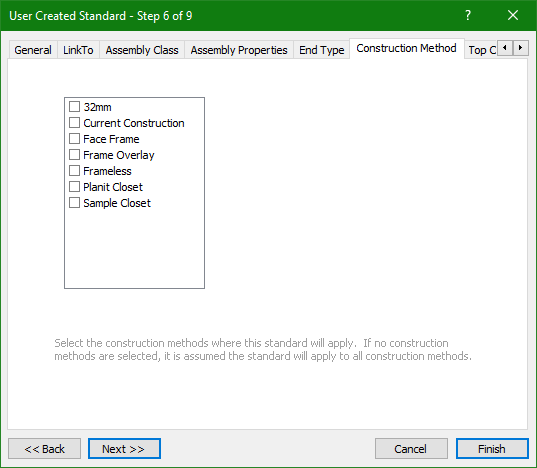 User Created Standard - Step 6 of 9
?
General LinkTo Assembly Class Assembly Properties End Type Construction Method Top C
32mm
Current Construction
Face Frame
Frame Overlay
Frameless
Planit Closet
Sample Closet
Select the construction methods where this standard will apply. If no construction
methods are selected, it is assumed the standard will apply to all construction methods.
<< Back Next >> Cancel Finish